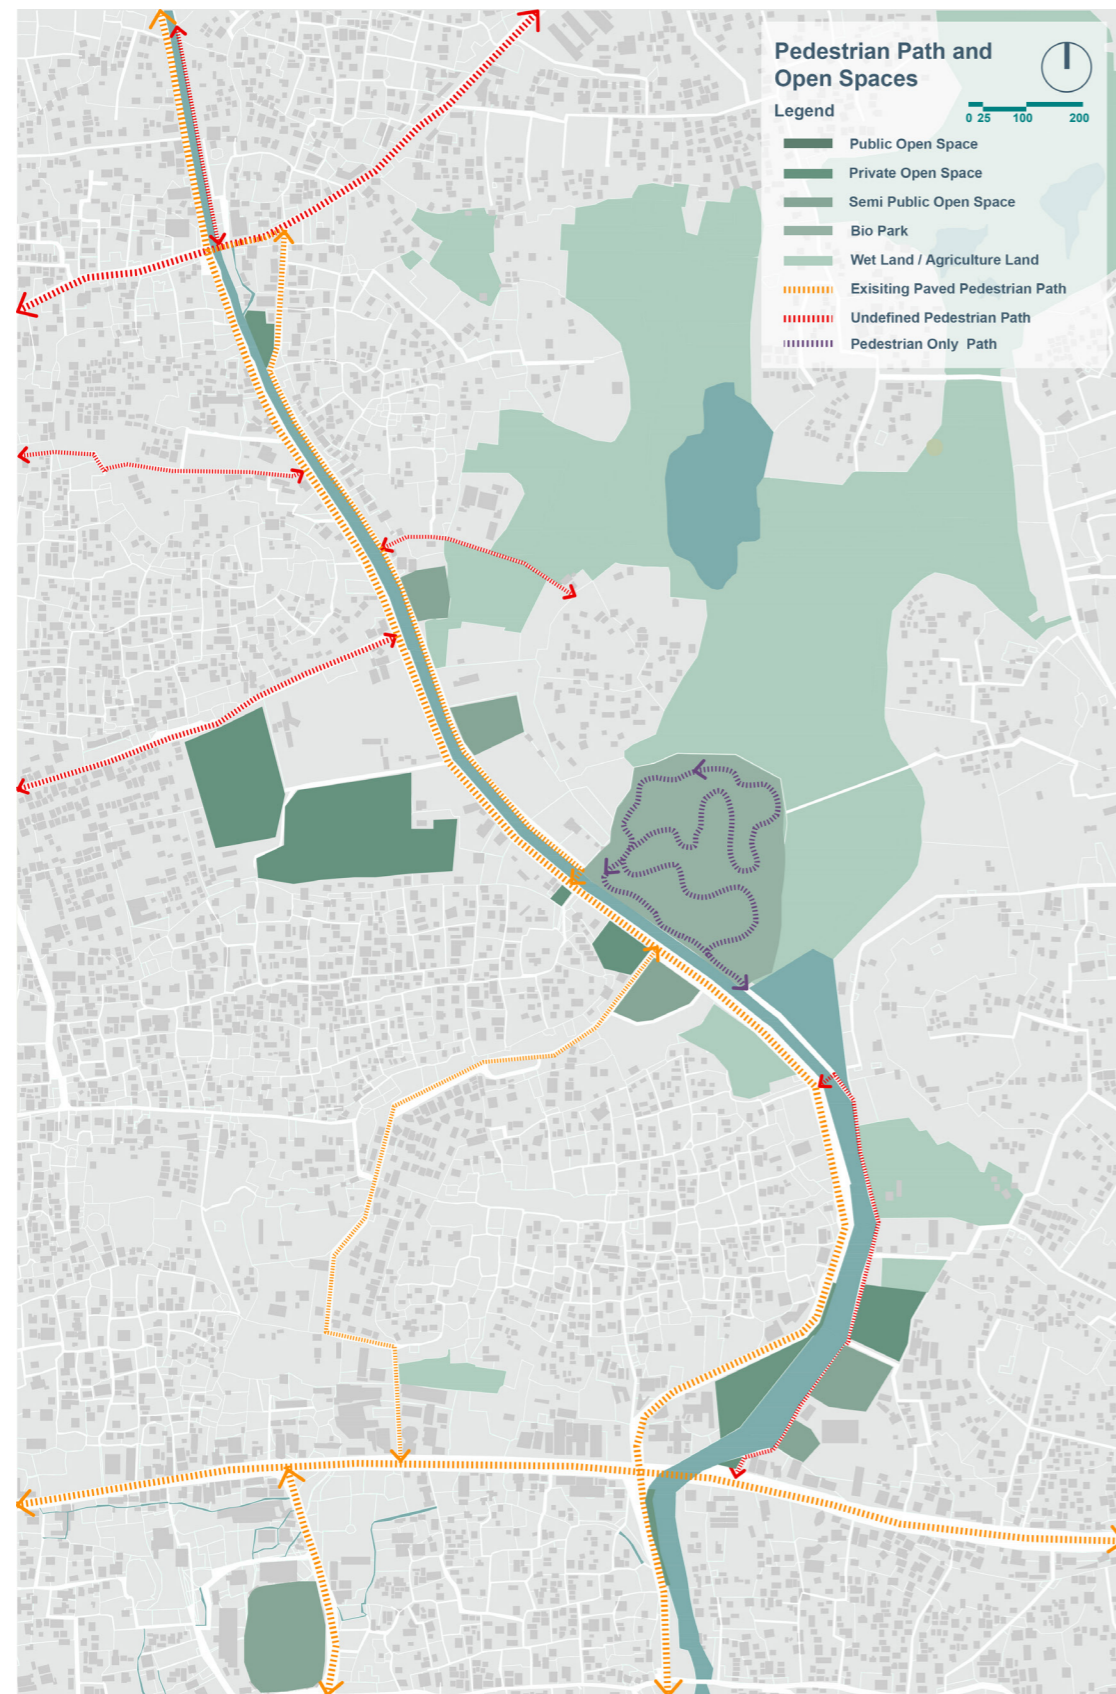 Pedestrian Path and
Open Spaces
Legend
0 25 100 200
Public Open Space
Private Open Space
Semi Public Open Space
Bio Park
Wet Land / Agriculture Land
Exisiting Paved Pedestrian Path
Undefined Pedestrian Path
Pedestrian Only Path